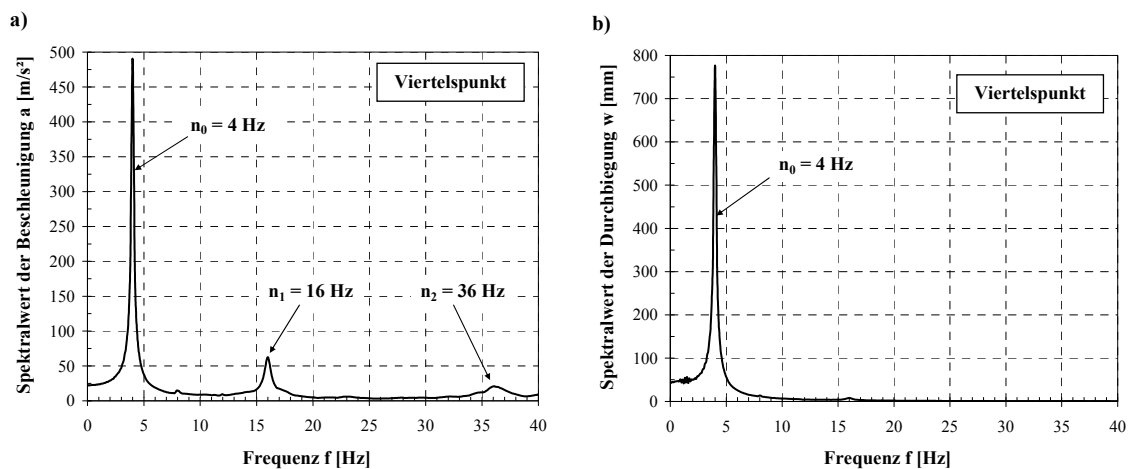 a)
Spektralwert der Beschleunigung a [m/s²]
500
450
400
350
300
250
200
150
100
50
0
Viertelspunkt
n₀ = 4 Hz
n₁ = 16 Hz
n₂ = 36 Hz
0 5 10 15 20 25 30 35 40
Frequenz f [Hz]
b)
Spektralwert der Durchbiegung w [mm]
800
700
600
500
400
300
200
100
0
Viertelspunkt
n₀ = 4 Hz
0 5 10 15 20 25 30 35 40
Frequenz f [Hz]